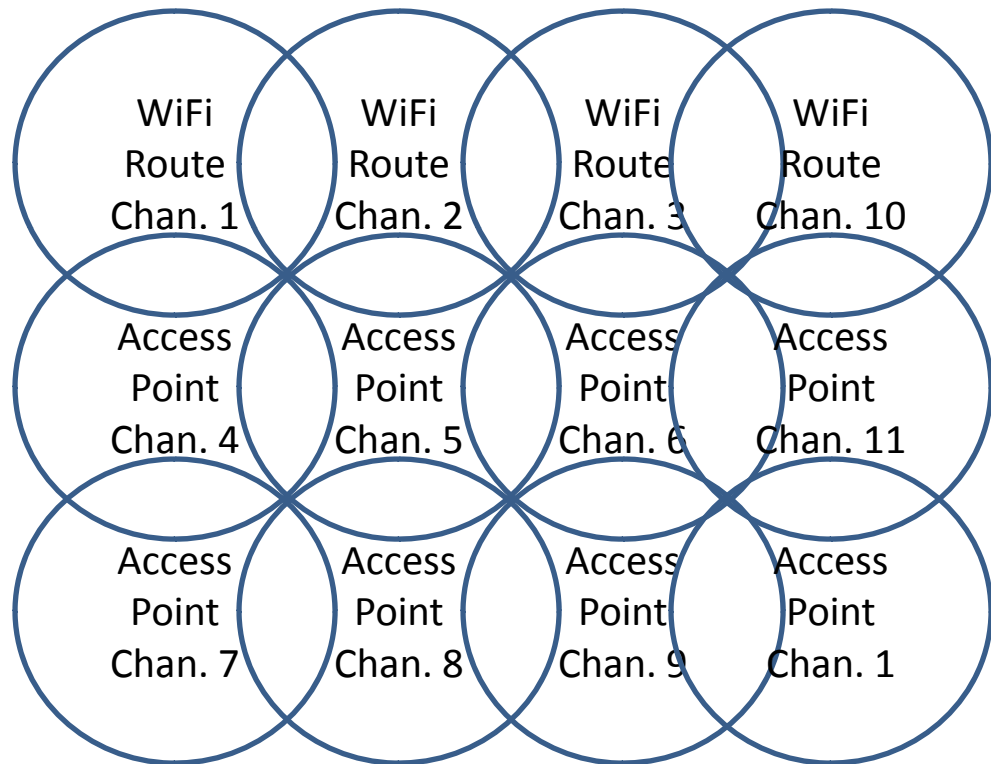 WiFi
Route
Chan. 1
WiFi
Route
Chan. 2
WiFi
Route
Chan. 3
WiFi
Route
Chan. 10
Access
Point
Chan. 4
Access
Point
Chan. 5
Access
Point
Chan. 6
Access
Point
Chan. 11
Access
Point
Chan. 7
Access
Point
Chan. 8
Access
Point
Chan. 9
Access
Point
Chan. 1